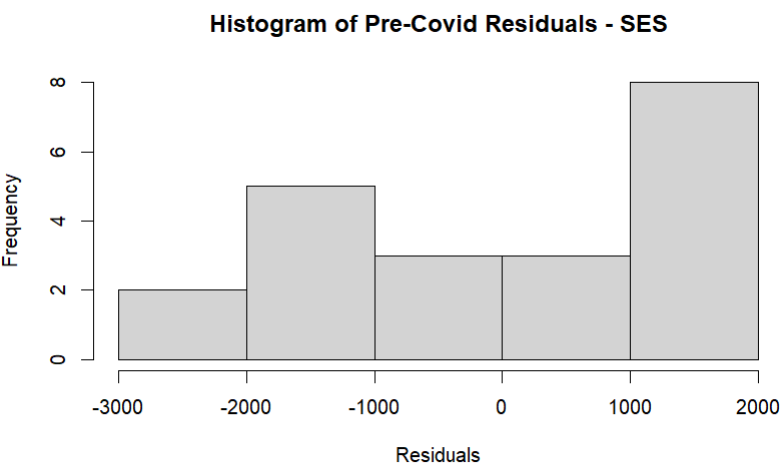 Histogram of Pre-Covid Residuals - SES
Frequency
8
6
4
2
0
-3000 -2000 -1000 0 1000 2000
Residuals